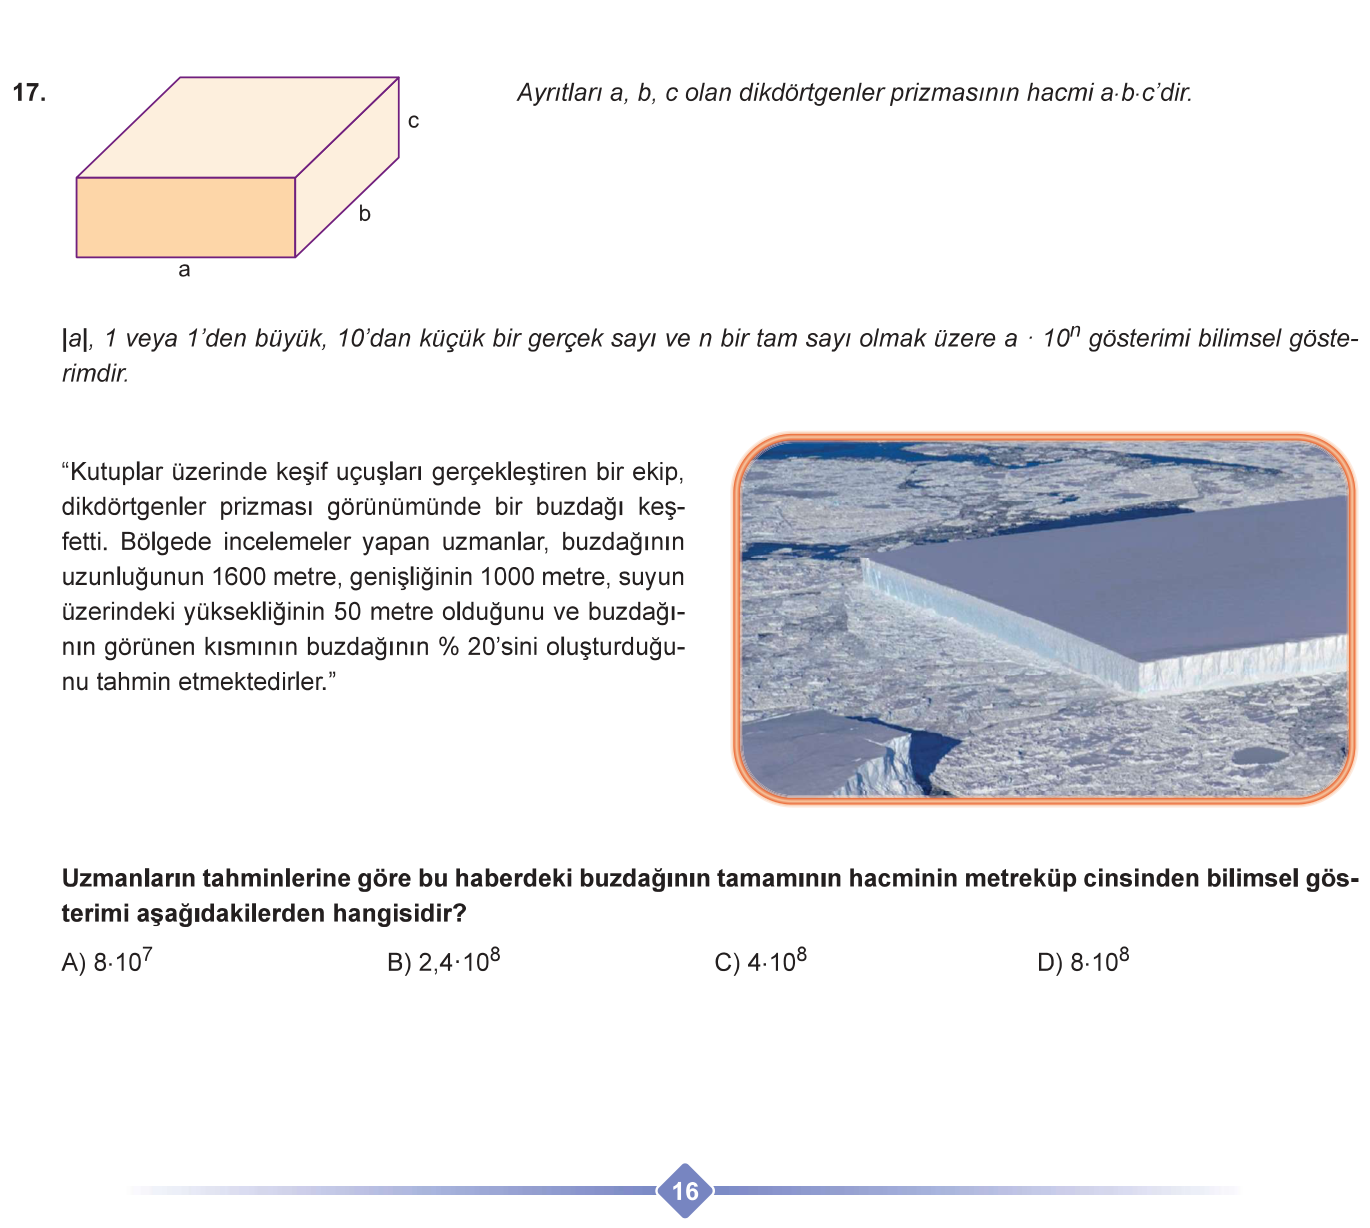 17.
Ayrıtları a, b, c olan dikdörtgenler prizmasının hacmi a·b·c’dir.
c
b
a
|a|, 1 veya 1’den büyük, 10’dan küçük bir gerçek sayı ve n bir tam sayı olmak üzere a · 10ⁿ gösterimi bilimsel göste-
rimdir.
“Kutuplar üzerinde keşif uçuşları gerçekleştiren bir ekip,
dikdörtgenler prizması görünümünde bir buzdağı keş-
fetti. Bölgede incelemeler yapan uzmanlar, buzdağının
uzunluğunun 1600 metre, genişliğinin 1000 metre, suyun
üzerindeki yüksekliğinin 50 metre olduğunu ve buzdağı-
nın görünen kısmının buzdağının % 20’sini oluşturduğu-
nu tahmin etmektedirler.”
Uzmanların tahminlerine göre bu haberdeki buzdağının tamamının hacminin metreküp cinsinden bilimsel gös-
terimi aşağıdakilerden hangisidir?
A) 8·10⁷ B) 2,4·10⁸ C) 4·10⁸ D) 8·10⁸
16